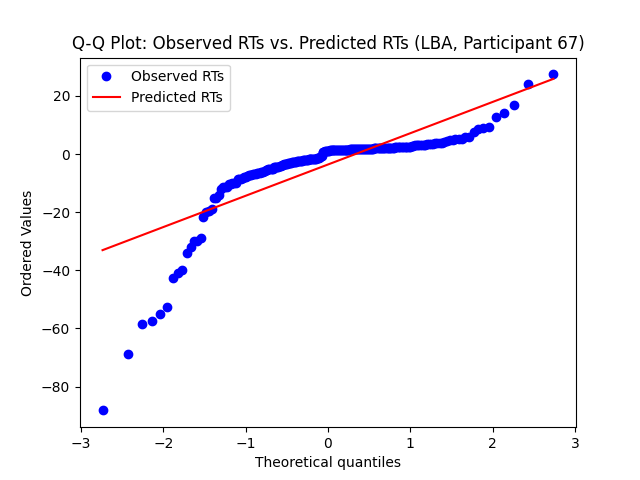 Q-Q Plot: Observed RTs vs. Predicted RTs (LBA, Participant 67)
Observed RTs
Predicted RTs
Ordered Values
20
0
−20
−40
−60
−80
−3 −2 −1 0 1 2 3
Theoretical quantiles